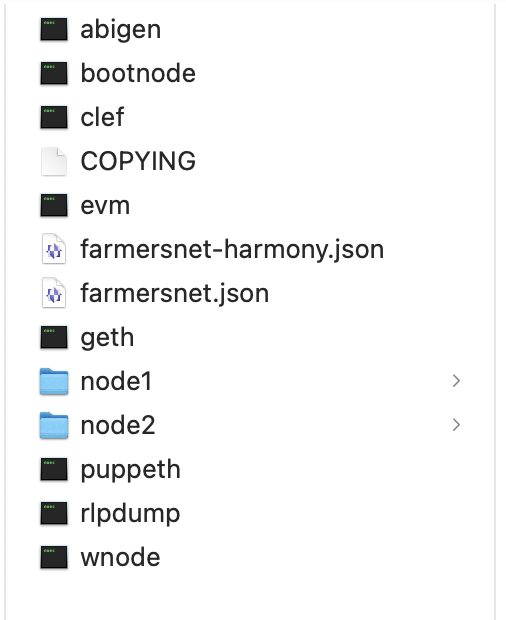 abigen
bootnode
clef
COPYING
evm
farmersnet-harmony.json
farmersnet.json
geth
node1
node2
puppeth
rlpdump
wnode